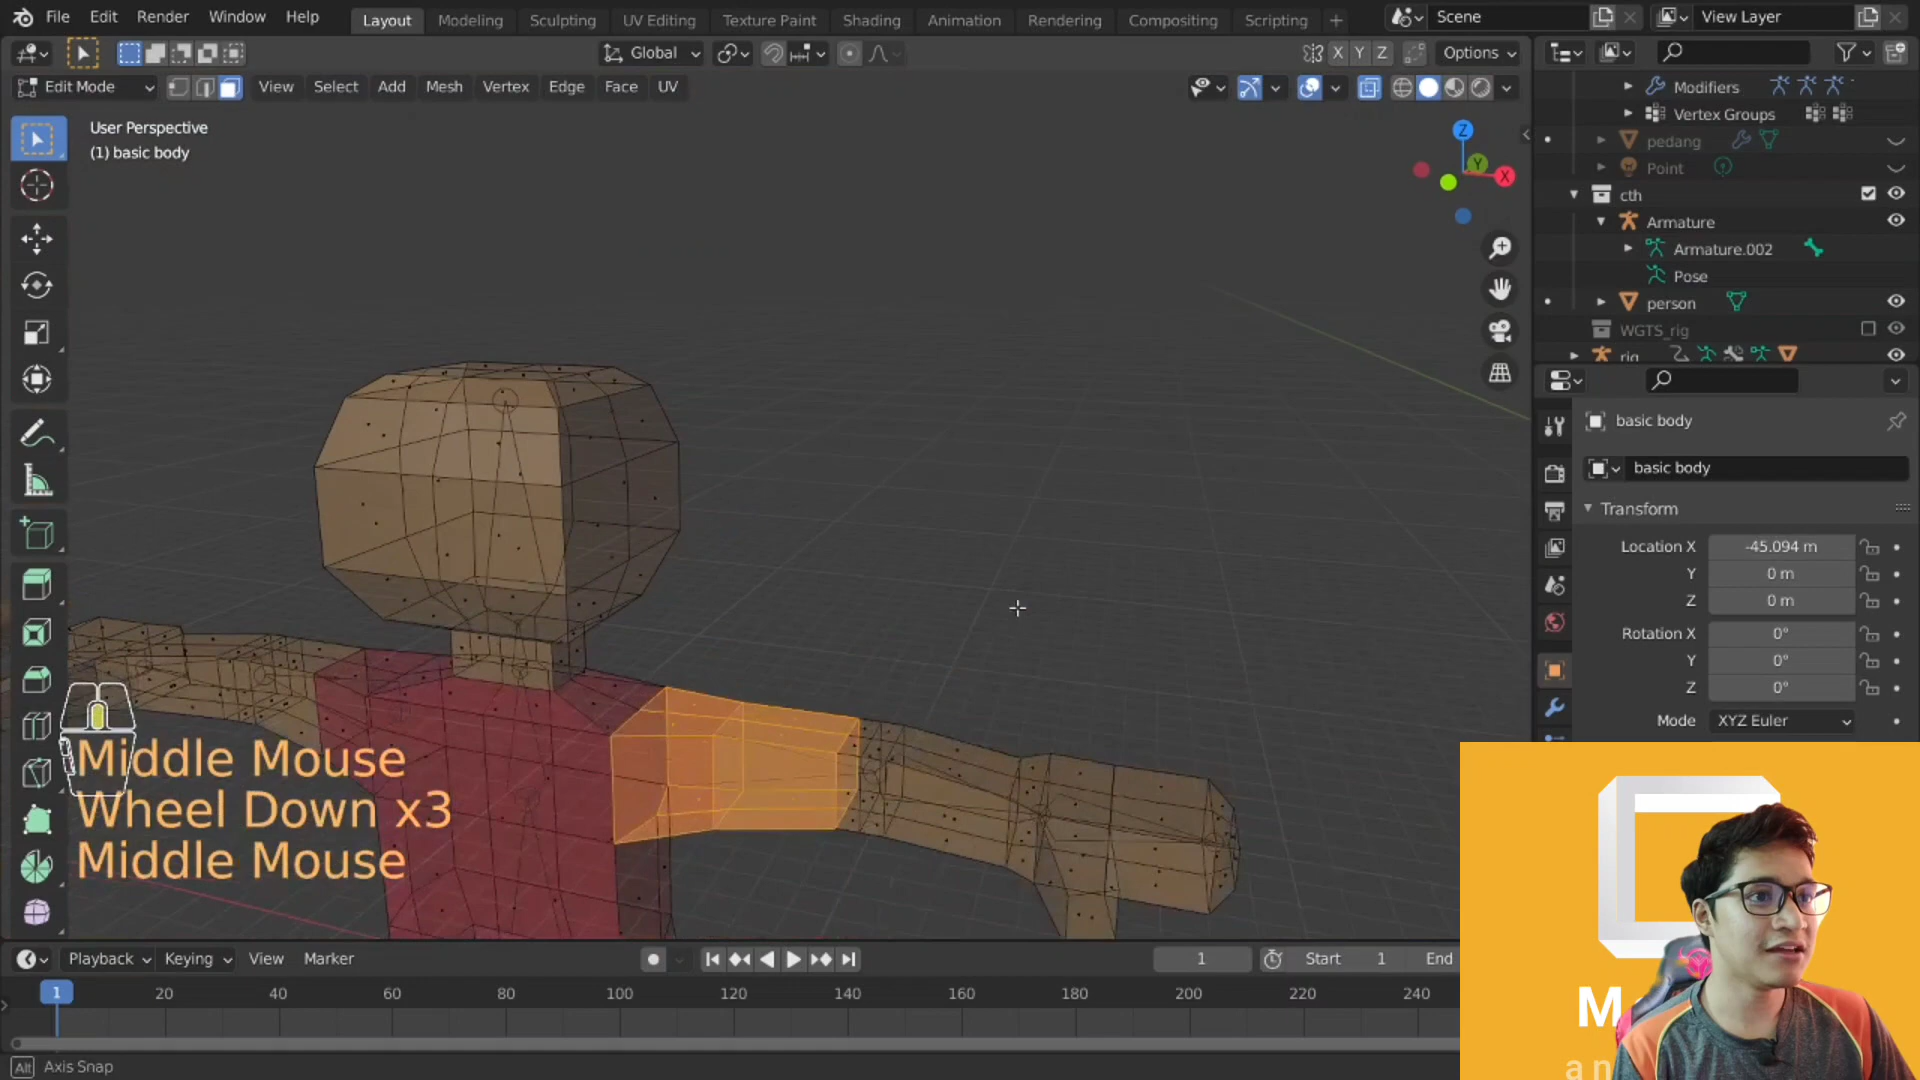 File Edit Render Window Help Layout Modeling Sculpting UV Editing Texture Paint Shading Animation Rendering Compositing Scripting + Scene View Layer
Global X Y Z Options
Edit Mode View Select Add Mesh Vertex Edge Face UV
User Perspective
(1) basic body
Z
Y
X
Modifiers
Vertex Groups
pedang
Point
cth
Armature
Armature.002
Pose
person
WGTS_rig
rig
basic body
basic body
Transform
Location X -45.094 m
Y 0 m
Z 0 m
Rotation X 0°
Y 0°
Z 0°
Mode XYZ Euler
Middle Mouse
Wheel Down x3
Middle Mouse
Playback Keying View Marker 1 Start 1 End
1 20 40 60 80 100 120 140 160 180 200 220 240
Alt Axis Snap